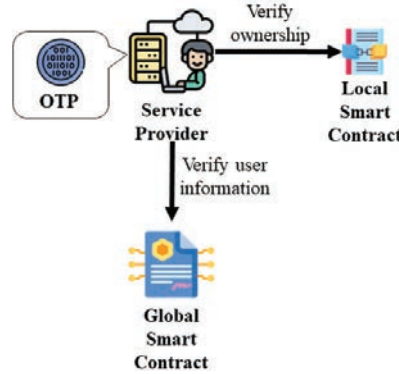 Verify
ownership
OTP
Service
Provider
Local
Smart
Contract
Verify user
information
Global
Smart
Contract